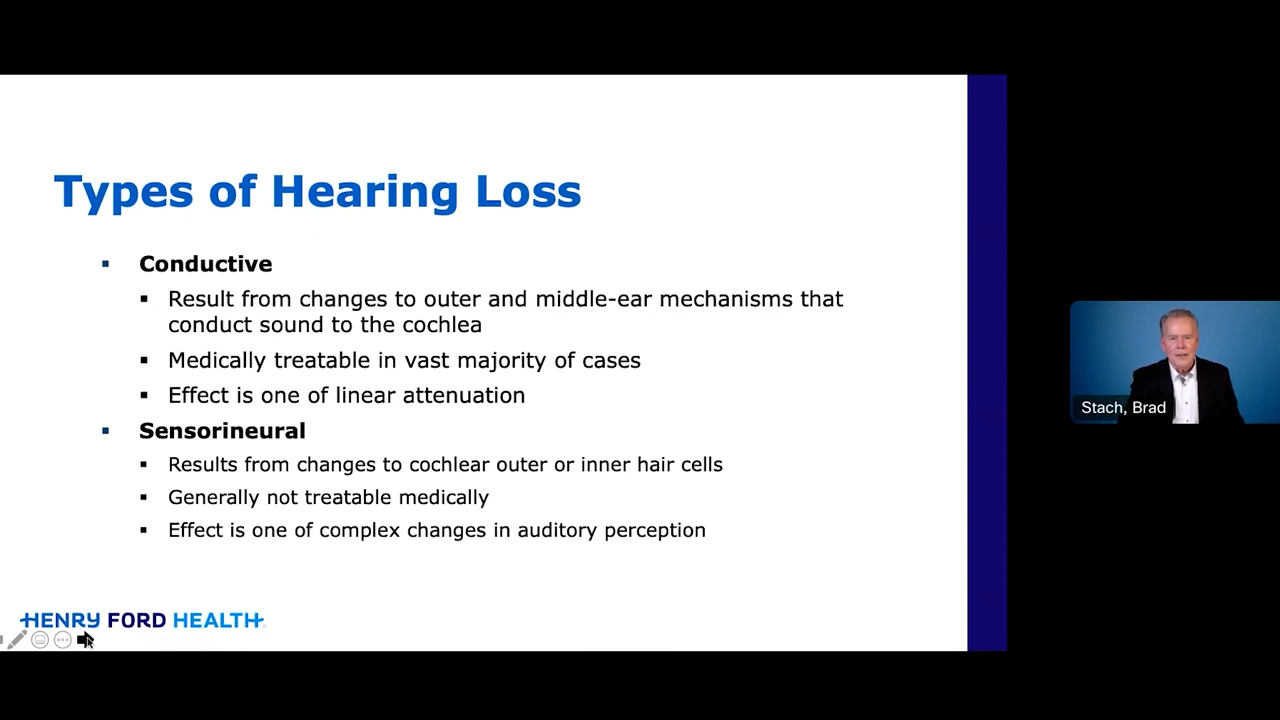 Types of Hearing Loss
▪ Conductive
▪ Result from changes to outer and middle-ear mechanisms that
conduct sound to the cochlea
▪ Medically treatable in vast majority of cases
▪ Effect is one of linear attenuation
▪ Sensorineural
▪ Results from changes to cochlear outer or inner hair cells
▪ Generally not treatable medically
▪ Effect is one of complex changes in auditory perception
HENRY FORD HEALTH
Stach, Brad